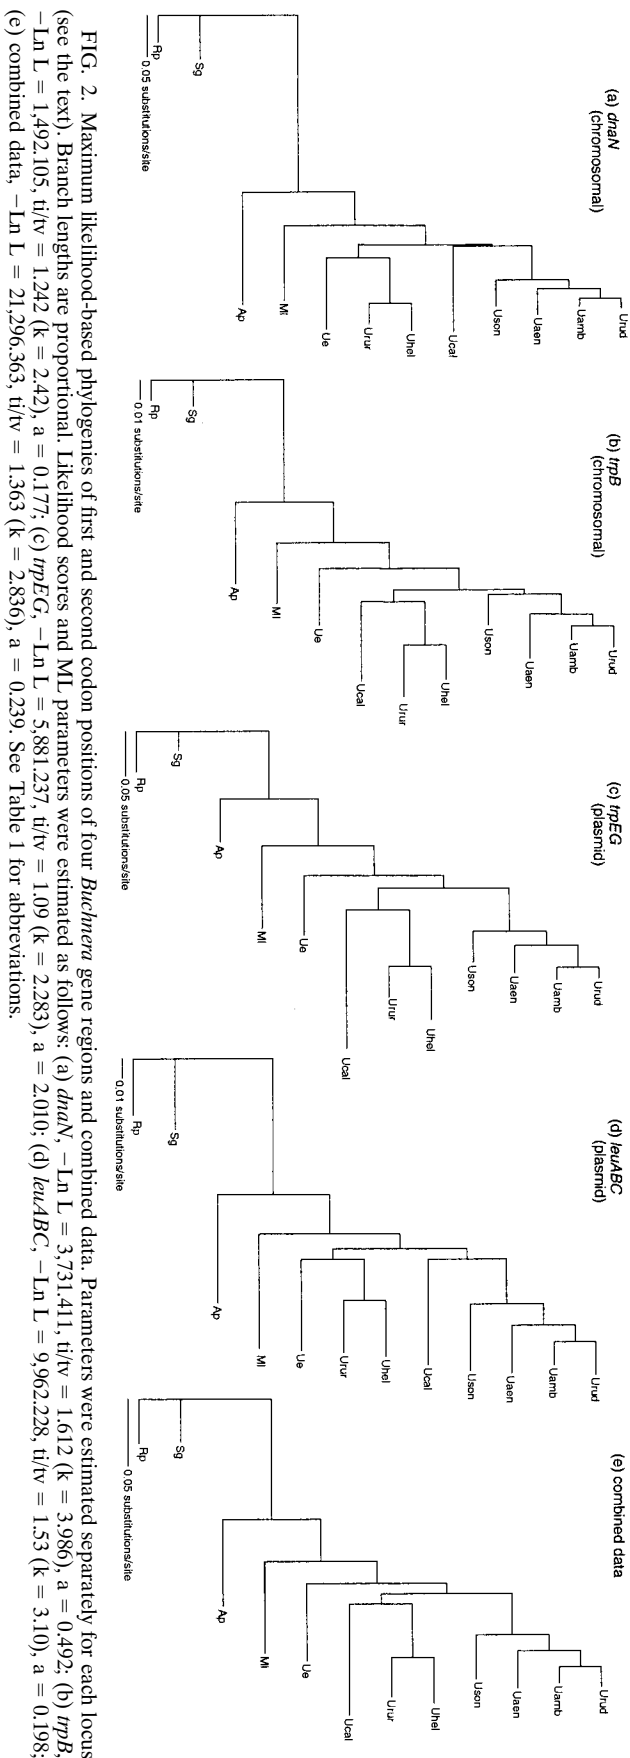 (a) dnaN
(chromosomal)
Urud
Uamb
Uaen
Uson
Ucal
Uhel
Urur
Ue
Ml
Ap
Sg
Rp
0.05 substitutions/site
(b) trpB
(chromosomal)
Urud
Uamb
Uaen
Uson
Uhel
Urur
Ucal
Ue
Ml
Ap
Sg
Rp
0.01 substitutions/site
(c) trpEG
(plasmid)
Urud
Uamb
Uaen
Uson
Uhel
Urur
Ucal
Ue
Ml
Ap
Sg
Rp
0.05 substitutions/site
(d) leuABC
(plasmid)
Urud
Uamb
Uaen
Uson
Ucal
Uhel
Urur
Ue
Ml
Ap
Sg
Rp
0.01 substitutions/site
(e) combined data
Urud
Uamb
Uaen
Uson
Uhel
Urur
Ucal
Ue
Ml
Ap
Sg
Rp
0.05 substitutions/site
FIG. 2. Maximum likelihood-based phylogenies of first and second codon positions of four Buchnera gene regions and combined data. Parameters were estimated separately for each locus
(see the text). Branch lengths are proportional. Likelihood scores and ML parameters were estimated as follows: (a) dnaN, −Ln L = 3,731.411, ti/tv = 1.612 (k = 3.986), a = 0.492; (b) trpB,
−Ln L = 1,492.105, ti/tv = 1.242 (k = 2.42), a = 0.177; (c) trpEG, −Ln L = 5,881.237, ti/tv = 1.09 (k = 2.283), a = 2.010; (d) leuABC, −Ln L = 9,962.228, ti/tv = 1.53 (k = 3.10), a = 0.198;
(e) combined data, −Ln L = 21,296.363, ti/tv = 1.363 (k = 2.836), a = 0.239. See Table 1 for abbreviations.